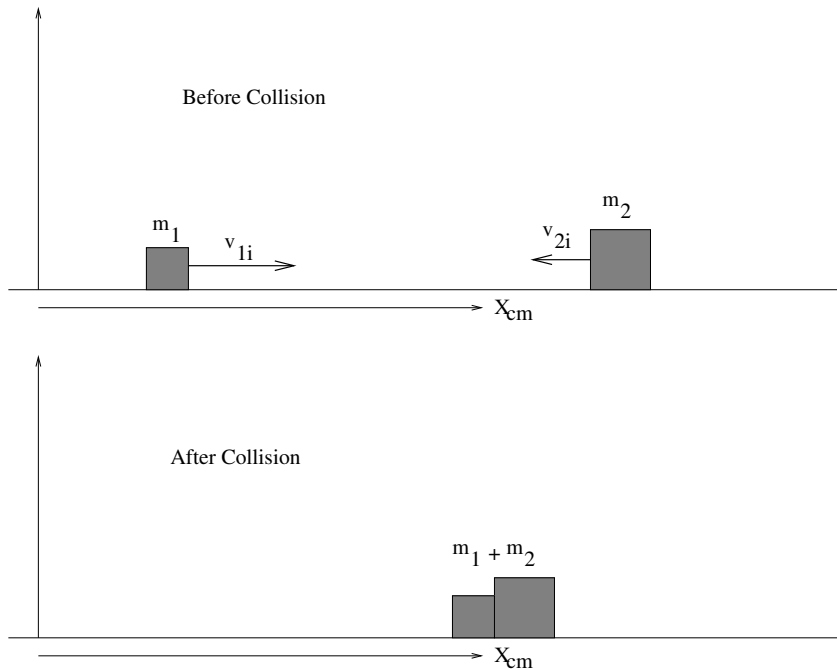 Before Collision
m1
v1i
v2i
m2
Xcm
After Collision
m1 + m2
Xcm